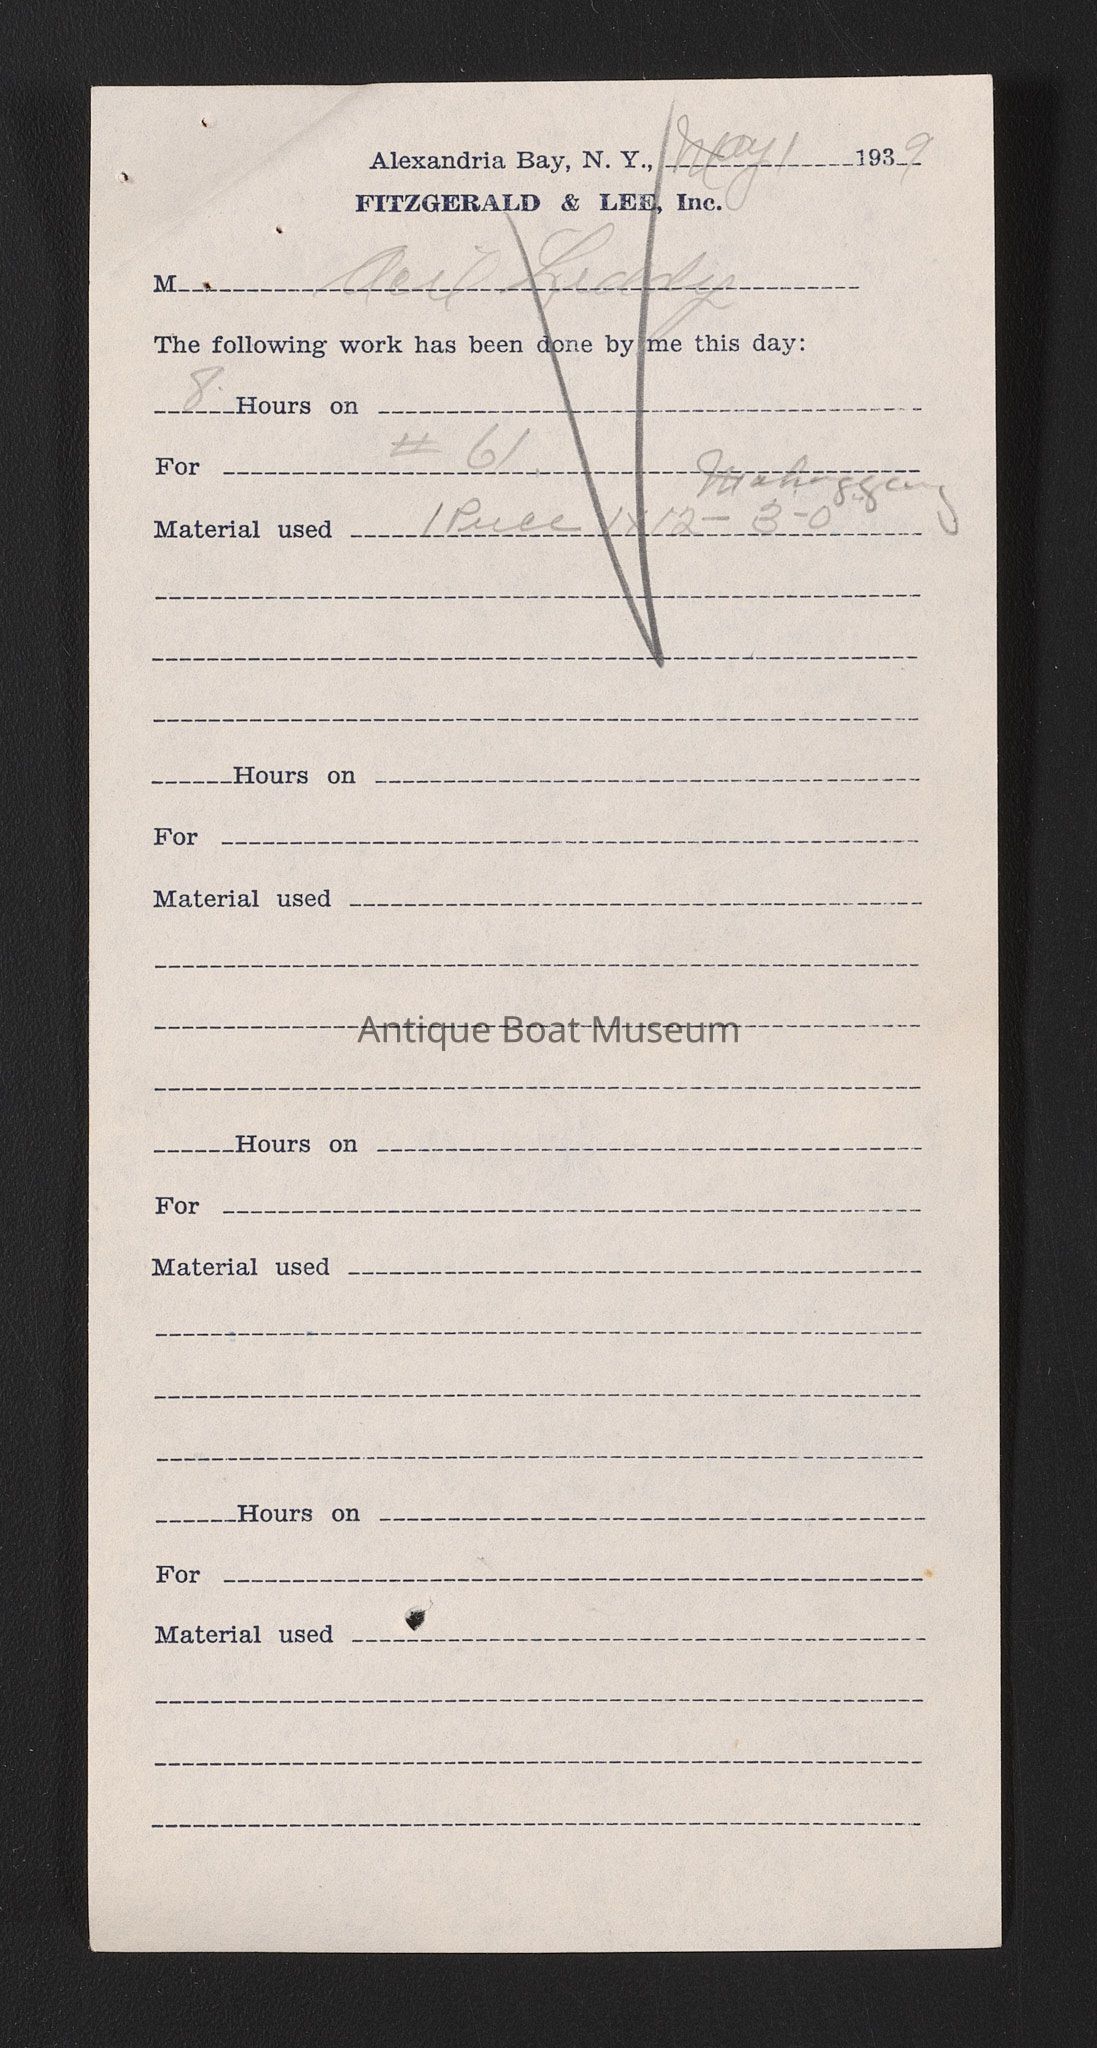 Alexandria Bay, N. Y., May 1 1939
FITZGERALD & LEE, Inc.
M Leddy
The following work has been done by me this day:
8 Hours on
For # 61
Mahoggany
Material used 1 Piece 1x12- 3-0
Hours on
For
Material used
Antique Boat Museum
Hours on
For
Material used
Hours on
For
Material used